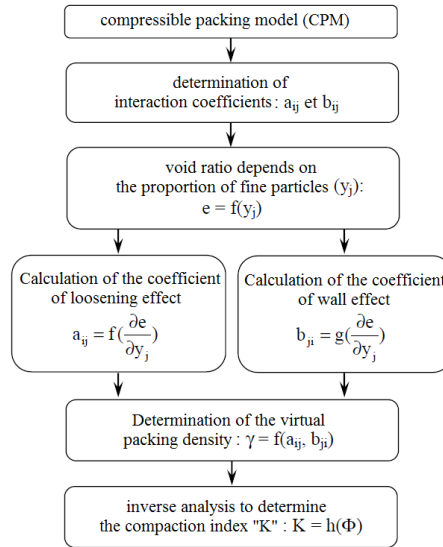 compressible packing model (CPM)
determination of
interaction coefficients : aij et bij
void ratio depends on
the proportion of fine particles (yj):
e = f(yj)
Calculation of the coefficient
of loosening effect
aij = f(∂e/∂yj)
Calculation of the coefficient
of wall effect
bji = g(∂e/∂yj)
Determination of the virtual
packing density : γ = f(aij, bji)
inverse analysis to determine
the compaction index "K" : K = h(Φ)